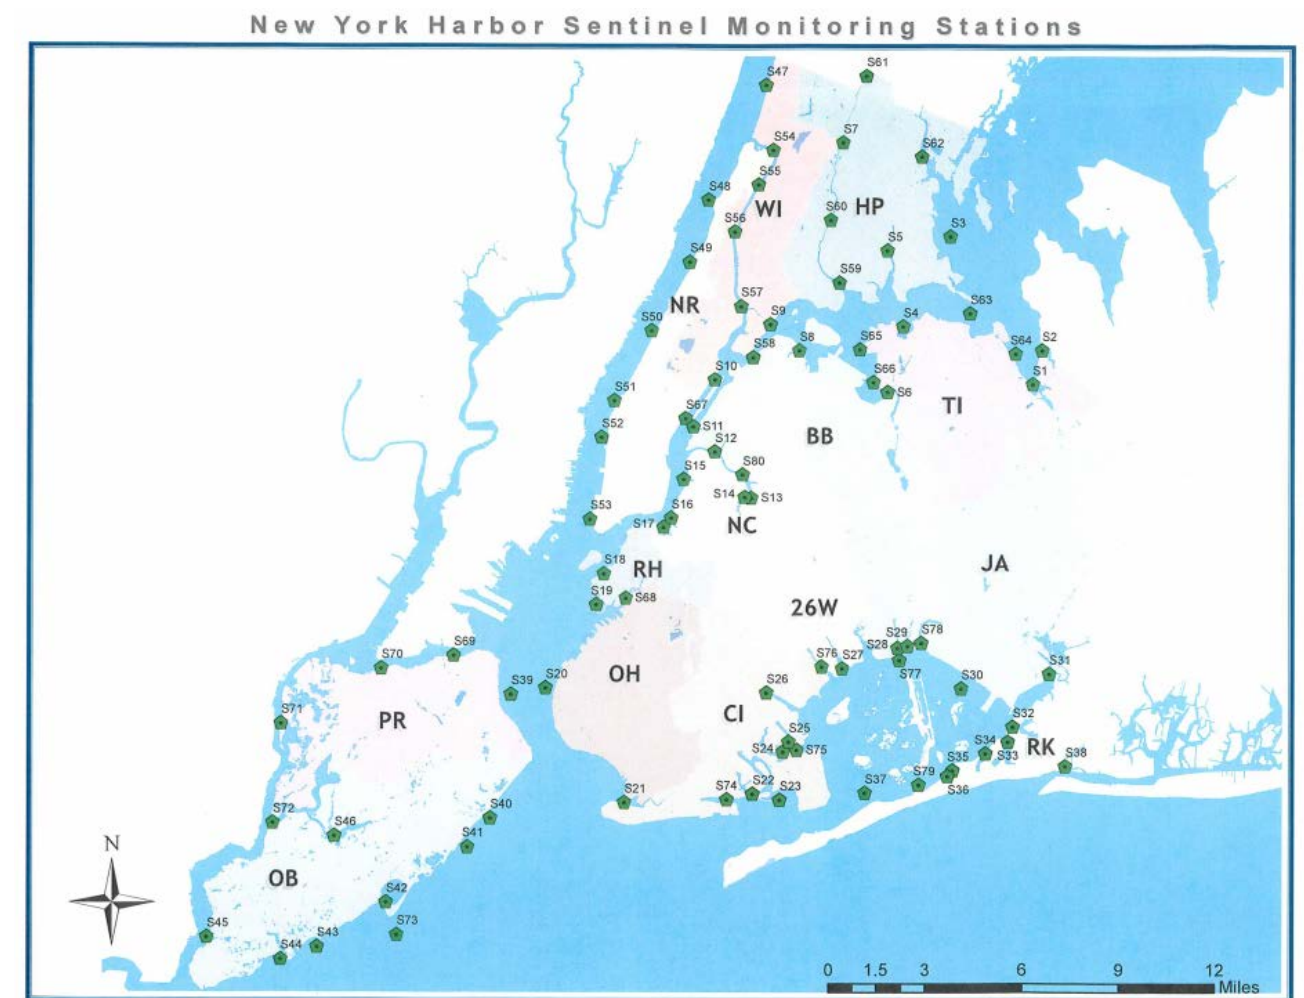 New York Harbor Sentinel Monitoring Stations
S61
S47
S7
S54
S62
S55
S48
WI
HP
S60
S3
S56
S5
S49
S59
NR
S57
S63
S9
S4
S50
S8
S65
S64
S2
S58
S10
S66
S1
S6
S51
TI
S67
S11
S52
BB
S12
S80
S15
S14
S13
S53
S16
S17
NC
S18
RH
JA
S19
S68
26W
S29
S78
S28
S69
S70
S76
S27
S77
S31
OH
S39
S20
S26
S30
S71
PR
CI
S32
S25
S24
S75
S34
S33
RK
S35
S38
S79
S36
S37
S21
S74
S22
S23
S72
S46
S40
S41
N
OB
S42
S73
S45
S44
S43
0 1.5 3 6 9 12
Miles